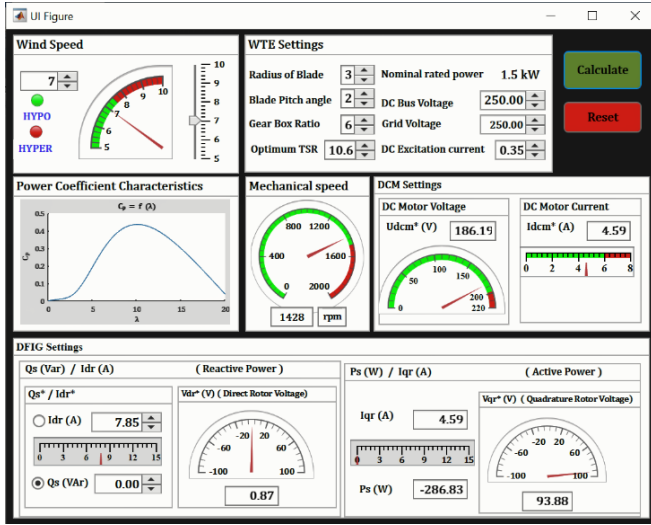 UI Figure
Wind Speed
7
HYPO
HYPER
5
6
7
8
9
10
10
9
8
7
6
5
WTE Settings
Radius of Blade 3 Nominal rated power 1.5 kW
Blade Pitch angle 2 DC Bus Voltage 250.00
Gear Box Ratio 6 Grid Voltage 250.00
Optimum TSR 10.6 DC Excitation current 0.35
Calculate
Reset
Power Coefficient Characteristics
Cₚ = f (λ)
0.5
0.4
0.3
0.2
0.1
0
Cₚ
0 5 10 15 20
λ
Mechanical speed
0 400 800 1200 1600 2000
1428 rpm
DCM Settings
DC Motor Voltage
Udcm* (V) 186.19
0 50 100 150 200 220
DC Motor Current
Idcm* (A) 4.59
0 2 4 6 8
DFIG Settings
Qs (Var) / Idr (A) ( Reactive Power )
Qs* / Idr*
Idr (A) 7.85
0 3 6 9 12 15
Qs (VAr) 0.00
Vdr* (V) ( Direct Rotor Voltage)
-100 -60 -20 20 60 100
0.87
Ps (W) / Iqr (A) ( Active Power )
Iqr (A) 4.59
0 3 6 9 12 15
Ps (W) -286.83
Vqr* (V) ( Quadrature Rotor Voltage)
-100 -60 -20 20 60 100
93.88